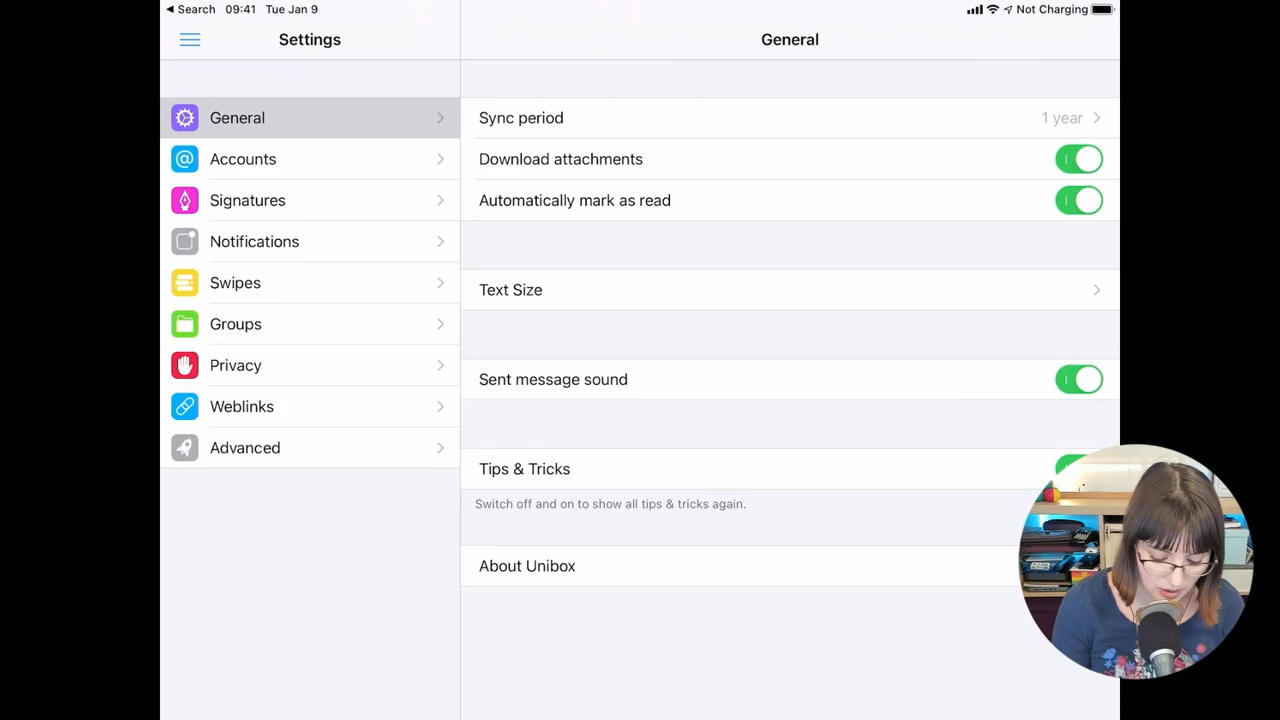 Search 09:41 Tue Jan 9 Not Charging
Settings
General
General
Accounts
Signatures
Notifications
Swipes
Groups
Privacy
Weblinks
Advanced
Sync period 1 year
Download attachments
Automatically mark as read
Text Size
Sent message sound
Tips & Tricks
Switch off and on to show all tips & tricks again.
About Unibox